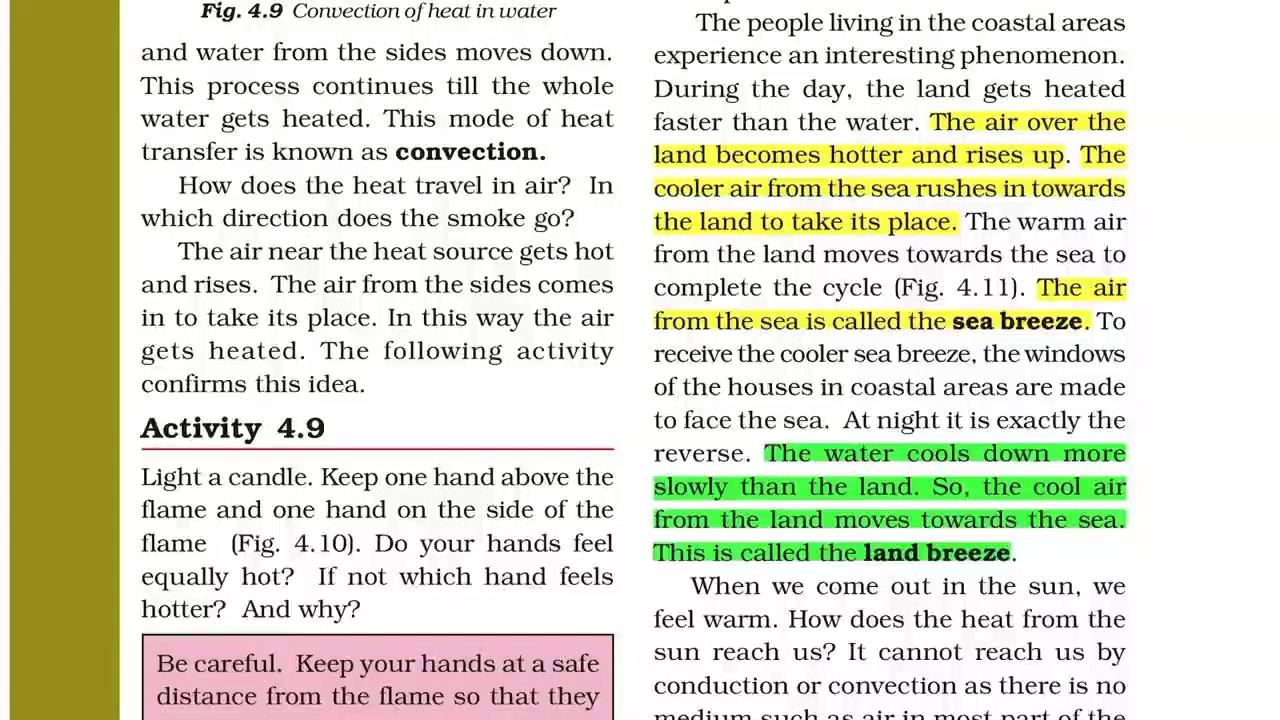 Fig. 4.9 Convection of heat in water
and water from the sides moves down.
This process continues till the whole
water gets heated. This mode of heat
transfer is known as convection.
How does the heat travel in air? In
which direction does the smoke go?
The air near the heat source gets hot
and rises. The air from the sides comes
in to take its place. In this way the air
gets heated. The following activity
confirms this idea.
Activity 4.9
Light a candle. Keep one hand above the
flame and one hand on the side of the
flame (Fig. 4.10). Do your hands feel
equally hot? If not which hand feels
hotter? And why?
Be careful. Keep your hands at a safe
distance from the flame so that they
The people living in the coastal areas
experience an interesting phenomenon.
During the day, the land gets heated
faster than the water. The air over the
land becomes hotter and rises up. The
cooler air from the sea rushes in towards
the land to take its place. The warm air
from the land moves towards the sea to
complete the cycle (Fig. 4.11). The air
from the sea is called the sea breeze. To
receive the cooler sea breeze, the windows
of the houses in coastal areas are made
to face the sea. At night it is exactly the
reverse. The water cools down more
slowly than the land. So, the cool air
from the land moves towards the sea.
This is called the land breeze.
When we come out in the sun, we
feel warm. How does the heat from the
sun reach us? It cannot reach us by
conduction or convection as there is no
medium such as air in most part of the